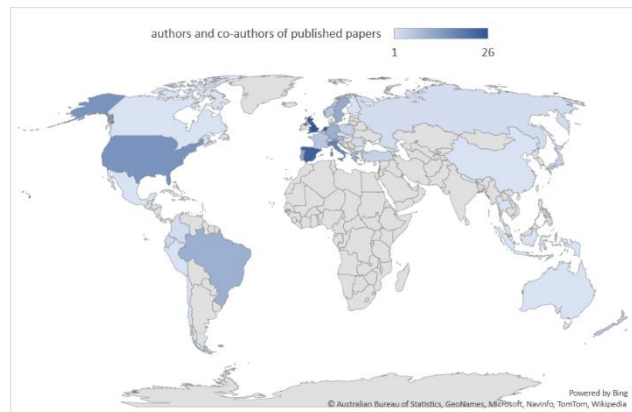 authors and co-authors of published papers
1 26
Powered by Bing
© Australian Bureau of Statistics, GeoNames, Microsoft, Navinfo, TomTom, Wikipedia